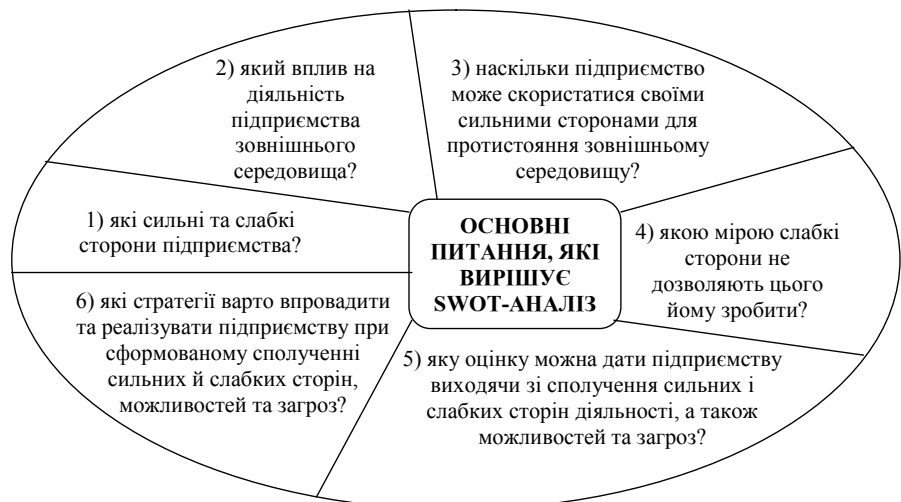 2) який вплив на
діяльність
підприємства
зовнішнього
середовища?
3) наскільки підприємство
може скористатися своїми
сильними сторонами для
протистояння зовнішньому
середовищу?
1) які сильні та слабкі
сторони підприємства?
ОСНОВНІ
ПИТАННЯ, ЯКІ
ВИРІШУЄ
SWOT-АНАЛІЗ
4) якою мірою слабкі
сторони не
дозволяють цього
йому зробити?
6) які стратегії варто впровадити
та реалізувати підприємству при
сформованому сполученні
сильних й слабких сторін,
можливостей та загроз?
5) яку оцінку можна дати підприємству
виходячи зі сполучення сильних і
слабких сторін діяльності, а також
можливостей та загроз?